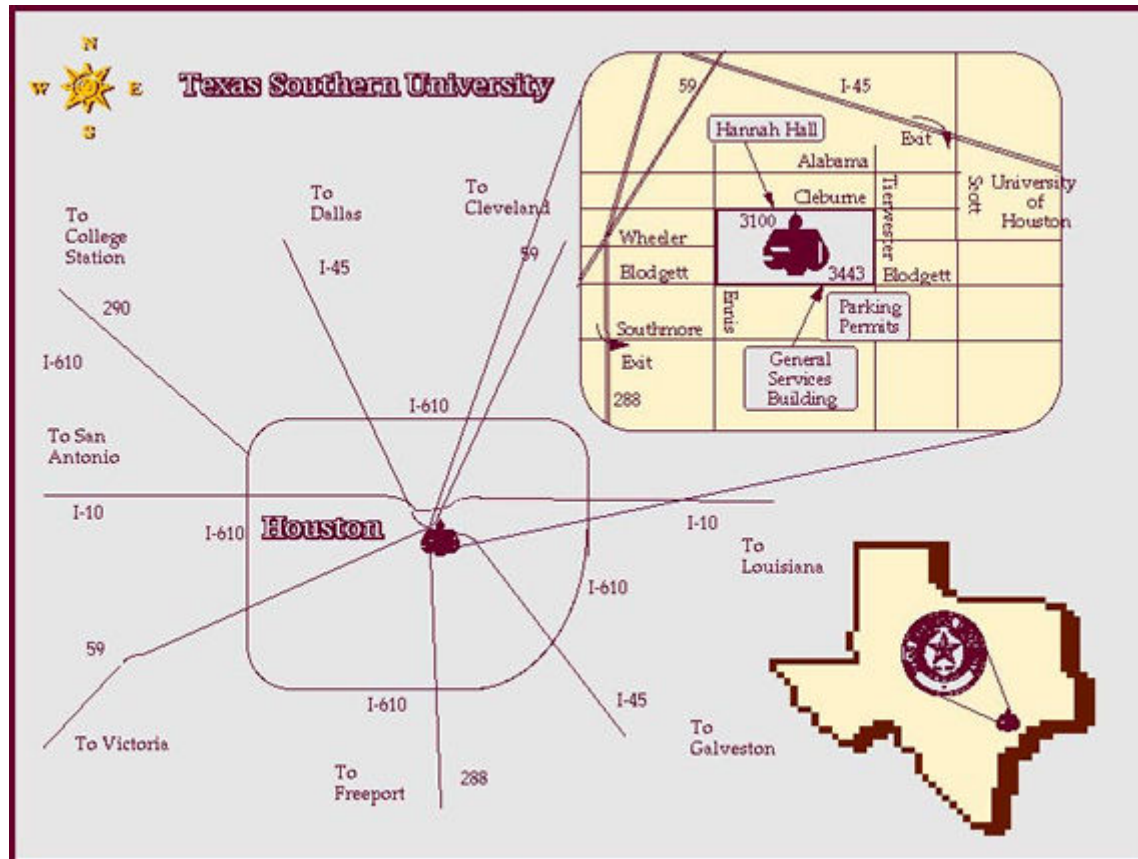 N
W
E
S
Texas Southern University
59
I-45
Hannah Hall
Exit
Alabama
Cleburne
Tierwester
Scott
University
of
Houston
3100
Wheeler
Blodgett
3443
Blodgett
Ennis
Parking
Permits
Southmore
Exit
General
Services
Building
288
To
Dallas
To
Cleveland
To
College
Station
I-45
59
290
I-610
I-610
To San
Antonio
I-10
I-610
Houston
I-10
To
Louisiana
I-610
59
I-610
I-45
To Victoria
To
Galveston
To
Freeport
288